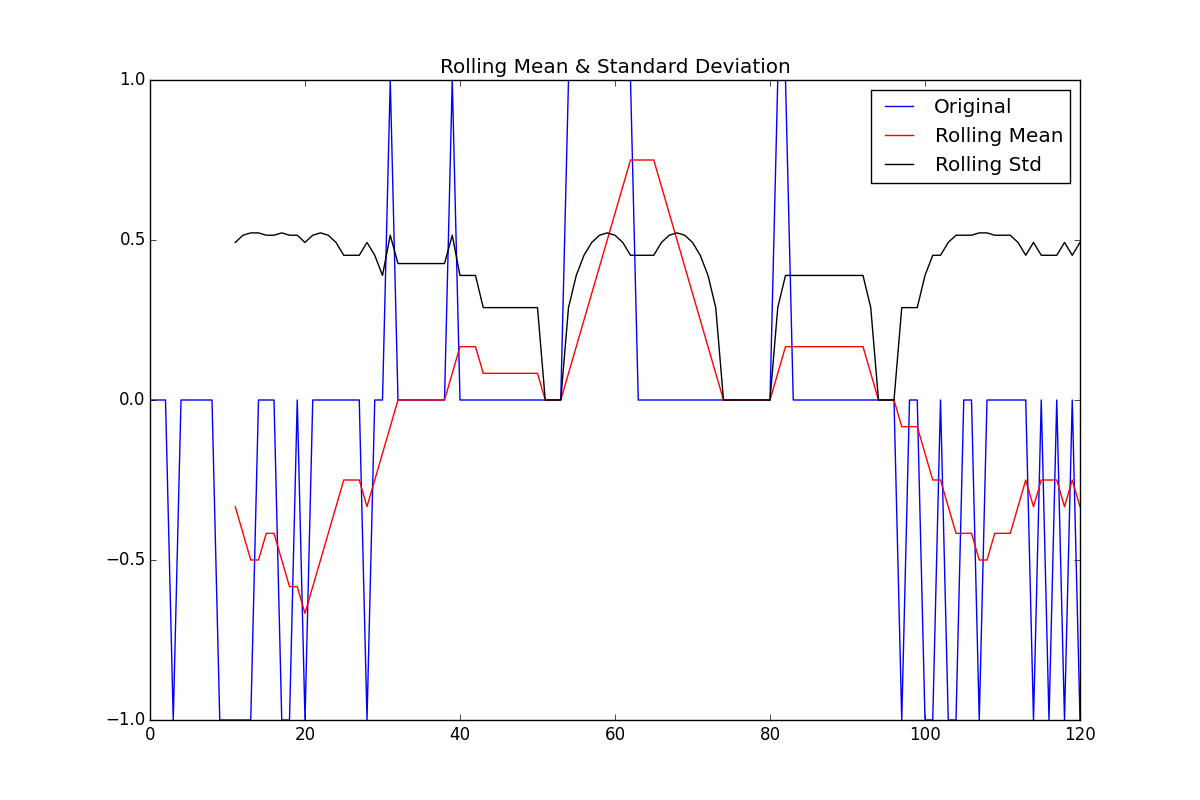 Rolling Mean & Standard Deviation
1.0
0.5
0.0
−0.5
−1.0
0 20 40 60 80 100 120
Original
Rolling Mean
Rolling Std